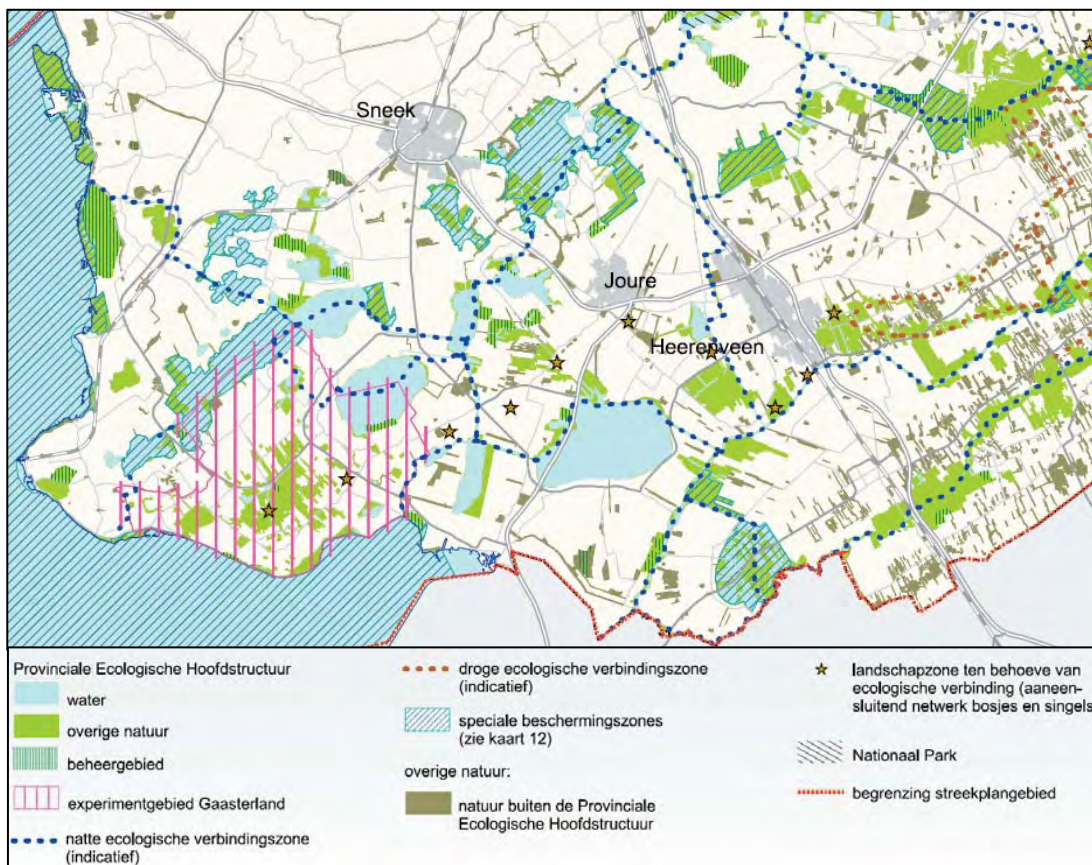 Sneek
Joure
Heerenveen
Provinciale Ecologische Hoofdstructuur
water
overige natuur
beheergebied
experimentgebied Gaasterland
natte ecologische verbindingszone
(indicatief)
droge ecologische verbindingszone
(indicatief)
speciale beschermingszones
(zie kaart 12)
overige natuur:
natuur buiten de Provinciale
Ecologische Hoofdstructuur
landschapzone ten behoeve van
ecologische verbinding (aaneen-
sluitend netwerk bosjes en singels
Nationaal Park
begrenzing streekplangebied